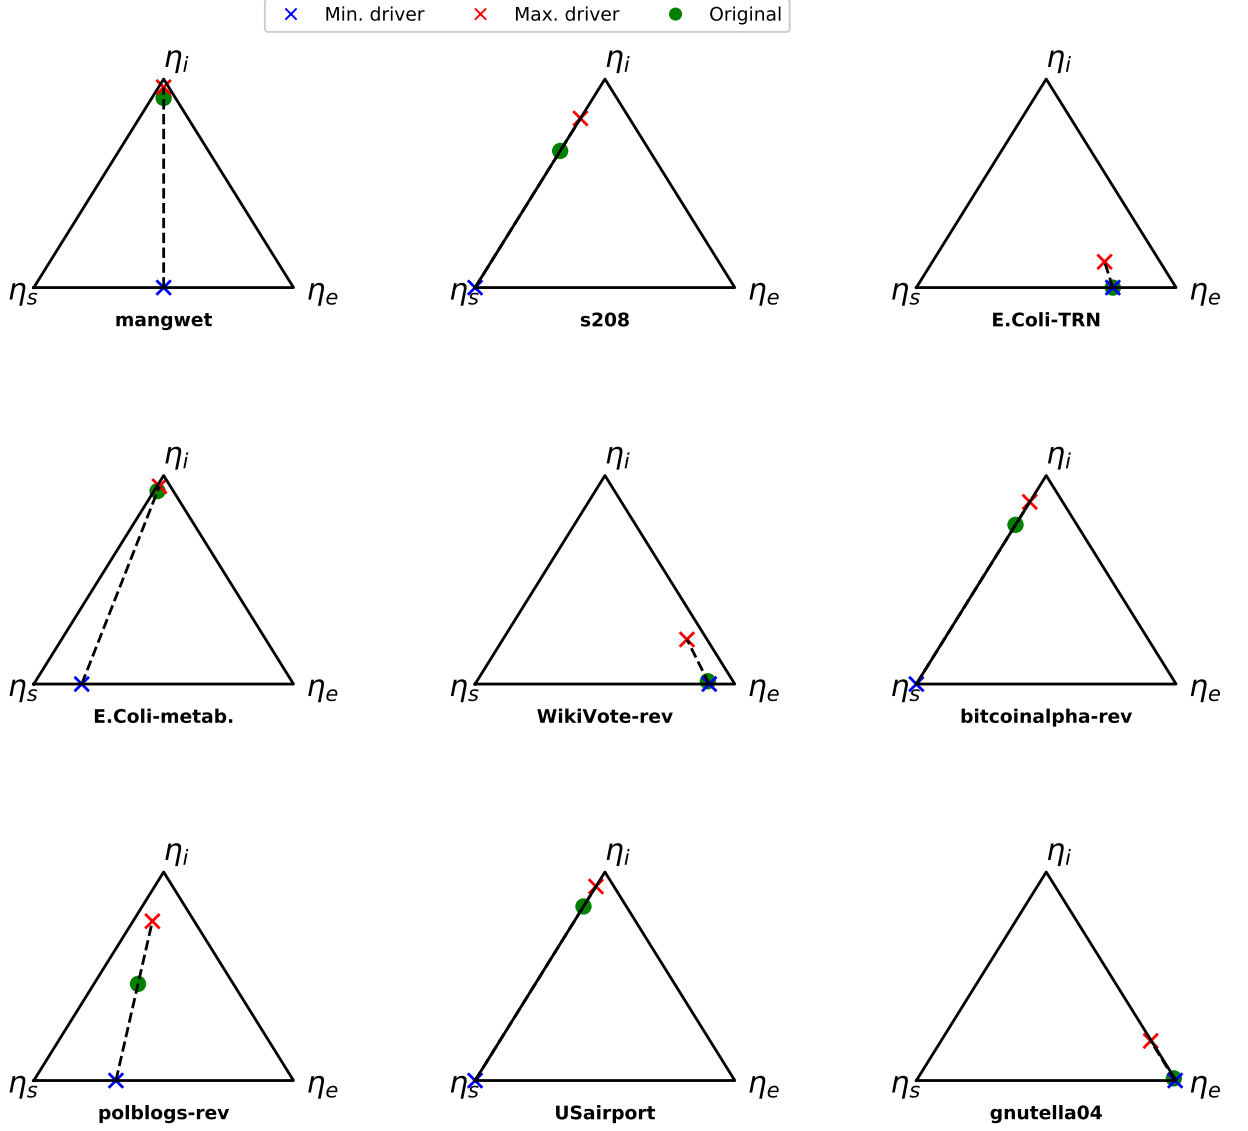 Min. driver Max. driver Original
ηi ηi ηi
ηs ηe ηs ηe ηs ηe
mangwet s208 E.Coli-TRN
ηi ηi ηi
ηs ηe ηs ηe ηs ηe
E.Coli-metab. WikiVote-rev bitcoinalpha-rev
ηi ηi ηi
ηs ηe ηs ηe ηs ηe
polblogs-rev USairport gnutella04